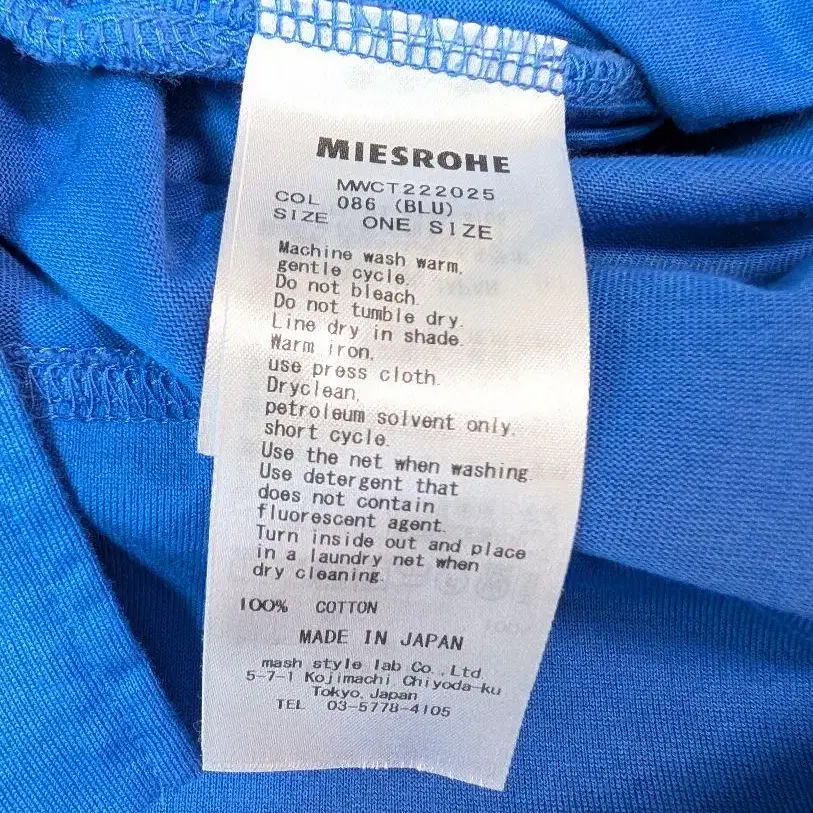 MIESROHE
MWCT222025
COL 086 (BLU)
SIZE ONE SIZE
Machine wash warm.
gentle cycle.
Do not bleach.
Do not tumble dry.
Line dry in shade.
Warm iron.
use press cloth.
Dryclean,
petroleum solvent only.
short cycle.
Use the net when washing.
Use detergent that
does not contain
fluorescent agent.
Turn inside out and place
in a laundry net when
dry cleaning.
100% COTTON
MADE IN JAPAN
mash style lab Co.,Ltd.
5-7-1 Kojimachi Chiyoda-ku
Tokyo.Japan
TEL 03-5778-4105